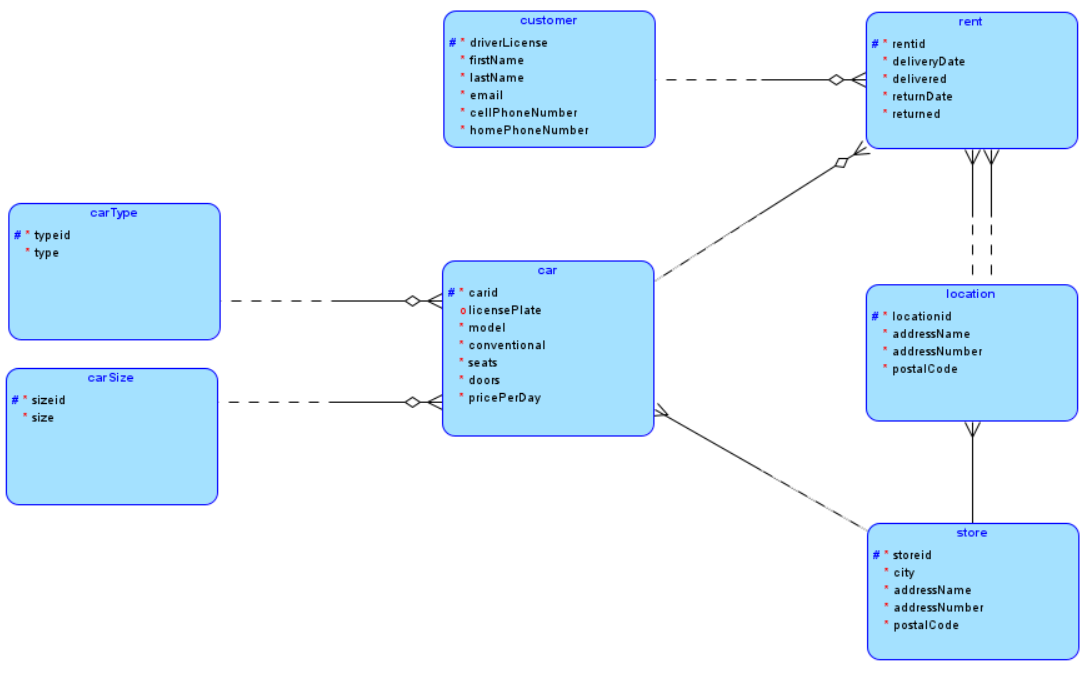 customer
# * driverLicense
* firstName
* lastName
* email
* cellPhoneNumber
* homePhoneNumber
rent
# * rentid
* deliveryDate
* delivered
* returnDate
* returned
carType
# * typeid
* type
car
# * carid
o licensePlate
* model
* conventional
* seats
* doors
* pricePerDay
location
# * locationid
* addressName
* addressNumber
* postalCode
carSize
# * sizeid
* size
store
# * storeid
* city
* addressName
* addressNumber
* postalCode